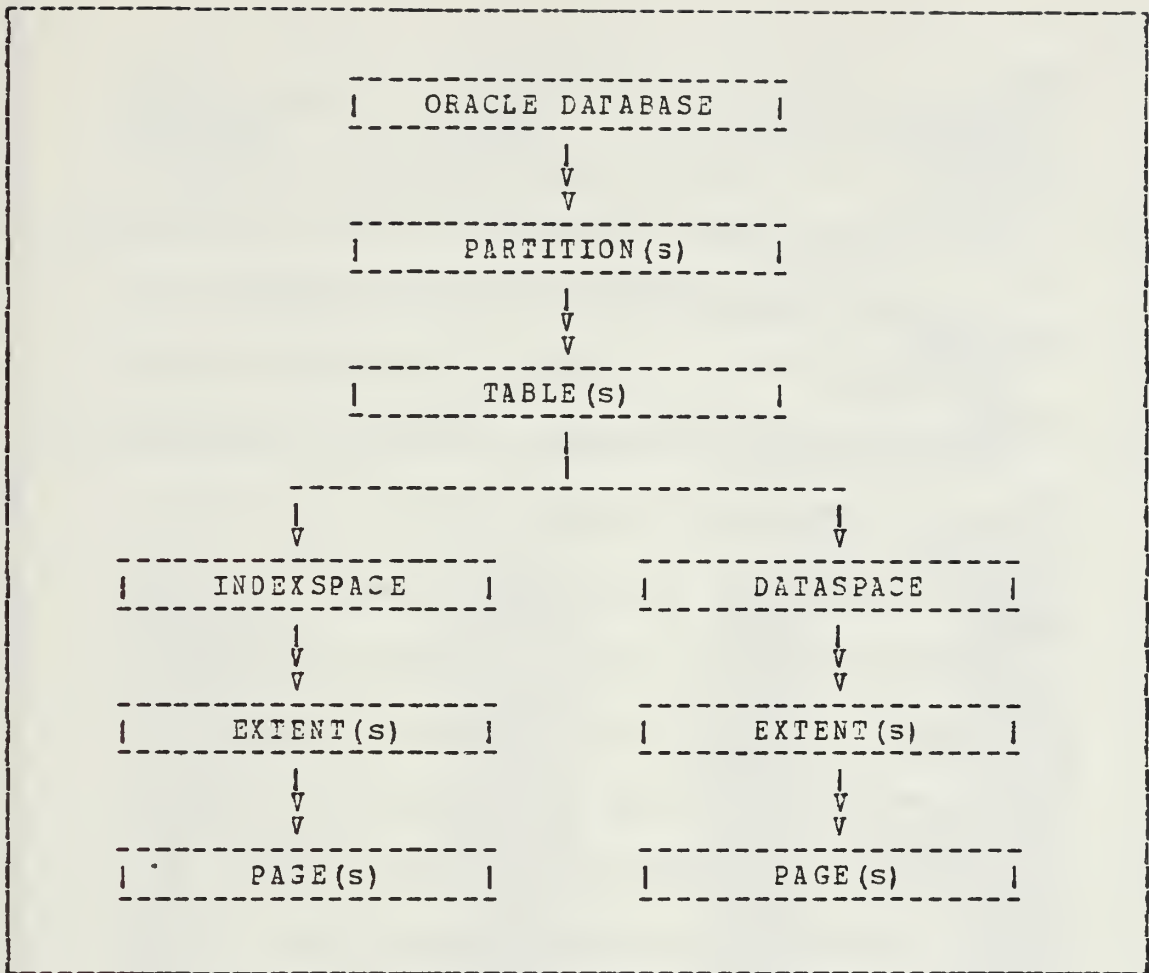 ORACLE DATABASE
PARTITION(s)
TABLE(s)
INDEXSPACE DATASPACE
EXTENT(s) EXTENT(s)
PAGE(s) PAGE(s)